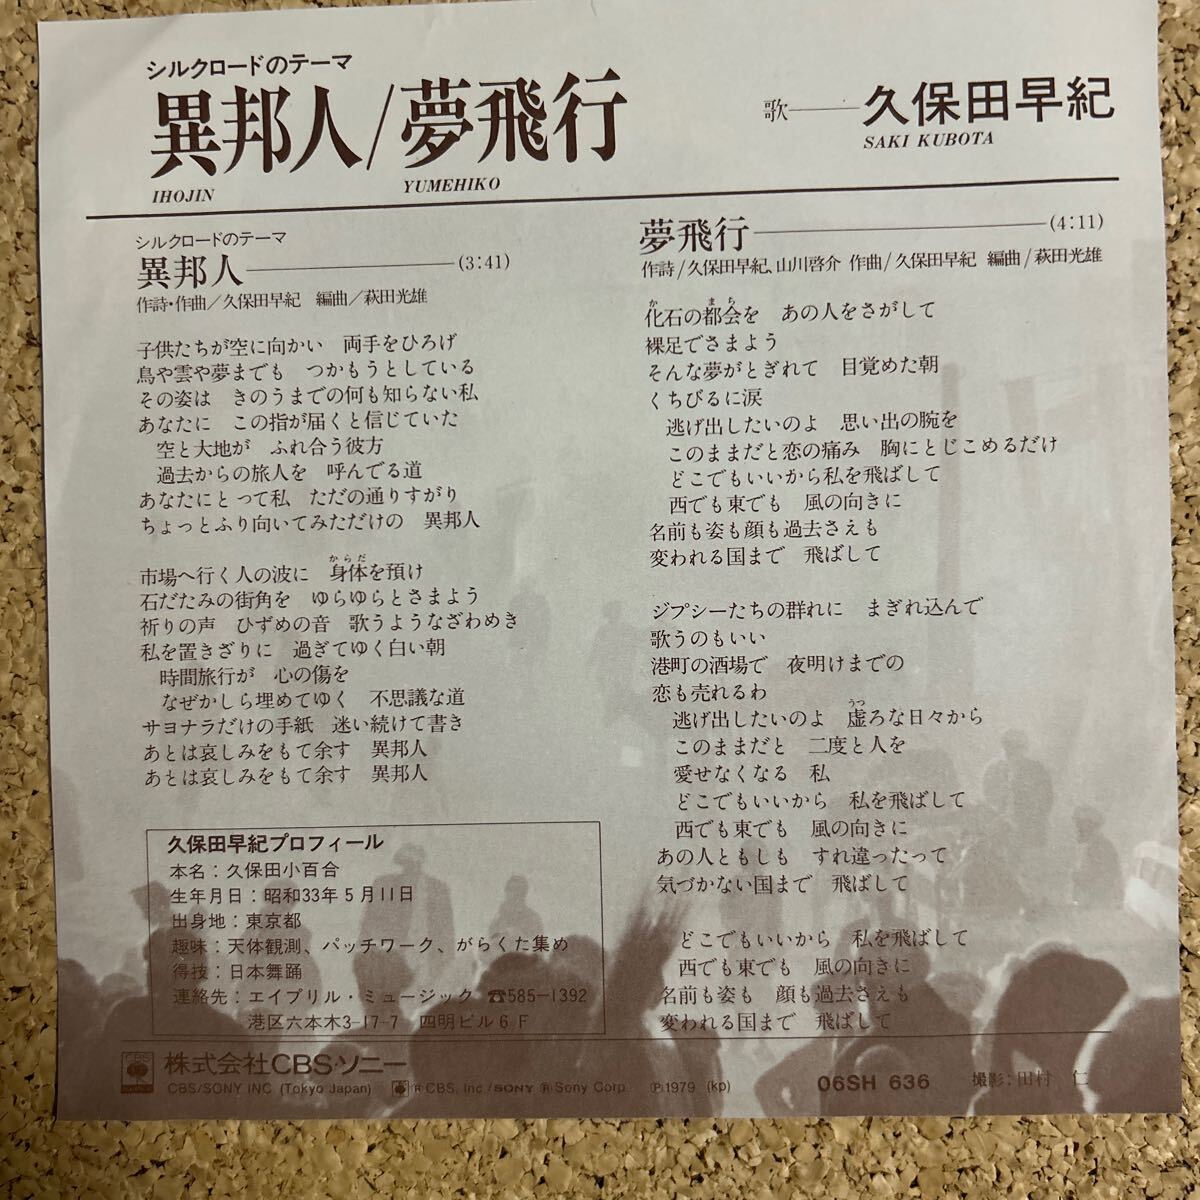 シルクロードのテーマ
異邦人/夢飛行
IHOJIN YUMEHIKO
歌――久保田早紀
SAKI KUBOTA
シルクロードのテーマ
異邦人――(3:41)
作詩・作曲/久保田早紀 編曲/萩田光雄
子供たちが空に向かい 両手をひろげ
鳥や雲や夢までも つかもうとしている
その姿は きのうまでの何も知らない私
あなたに この指が届くと信じていた
空と大地が ふれ合う彼方
過去からの旅人を 呼んでる道
あなたにとって私 ただの通りすがり
ちょっとふり向いてみただけの 異邦人
からだ
市場へ行く人の波に 身体を預け
石だたみの街角を ゆらゆらとさまよう
祈りの声 ひずめの音 歌うようなざわめき
私を置きざりに 過ぎてゆく白い朝
時間旅行が 心の傷を
なぜかしら埋めてゆく 不思議な道
サヨナラだけの手紙 迷い続けて書き
あとは哀しみをもて余す 異邦人
あとは哀しみをもて余す 異邦人
久保田早紀プロフィール
本名：久保田小百合
生年月日：昭和33年5月11日
出身地：東京都
趣味：天体観測、パッチワーク、がらくた集め
得技：日本舞踊
連絡先：エイプリル・ミュージック ☎585-1392
港区六本木3-17-7 四明ビル6F
夢飛行――(4:11)
作詩/久保田早紀、山川啓介 作曲/久保田早紀 編曲/萩田光雄
か まち
化石の都会を あの人をさがして
裸足でさまよう
そんな夢がとぎれて 目覚めた朝
くちびるに涙
逃げ出したいのよ 思い出の腕を
このままだと恋の痛み 胸にとじこめるだけ
どこでもいいから私を飛ばして
西でも東でも 風の向きに
名前も姿も顔も過去さえも
変われる国まで 飛ばして
ジプシーたちの群れに まぎれ込んで
歌うのもいい
港町の酒場で 夜明けまでの
恋も売れるわ
うつ
逃げ出したいのよ 虚ろな日々から
このままだと 二度と人を
愛せなくなる 私
どこでもいいから 私を飛ばして
西でも東でも 風の向きに
あの人ともしも すれ違ったって
気づかない国まで 飛ばして
どこでもいいから 私を飛ばして
西でも東でも 風の向きに
名前も姿も 顔も過去さえも
変われる国まで 飛ばして
CBS 株式会社CBS・ソニー
CBS/SONY INC (Tokyo Japan) ® CBS, Inc./SONY ® Sony Corp. Ⓟ1979 (kp) 06SH 636 撮影：田村 仁